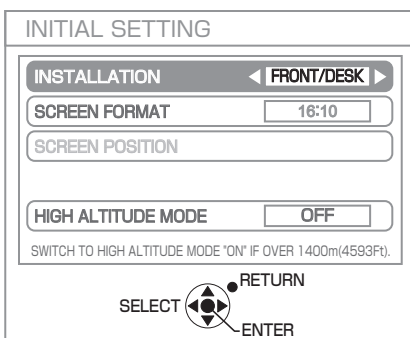 INITIAL SETTING
INSTALLATION FRONT/DESK
SCREEN FORMAT 16:10
SCREEN POSITION
HIGH ALTITUDE MODE OFF
SWITCH TO HIGH ALTITUDE MODE "ON" IF OVER 1400m(4593Ft).
RETURN
SELECT
ENTER